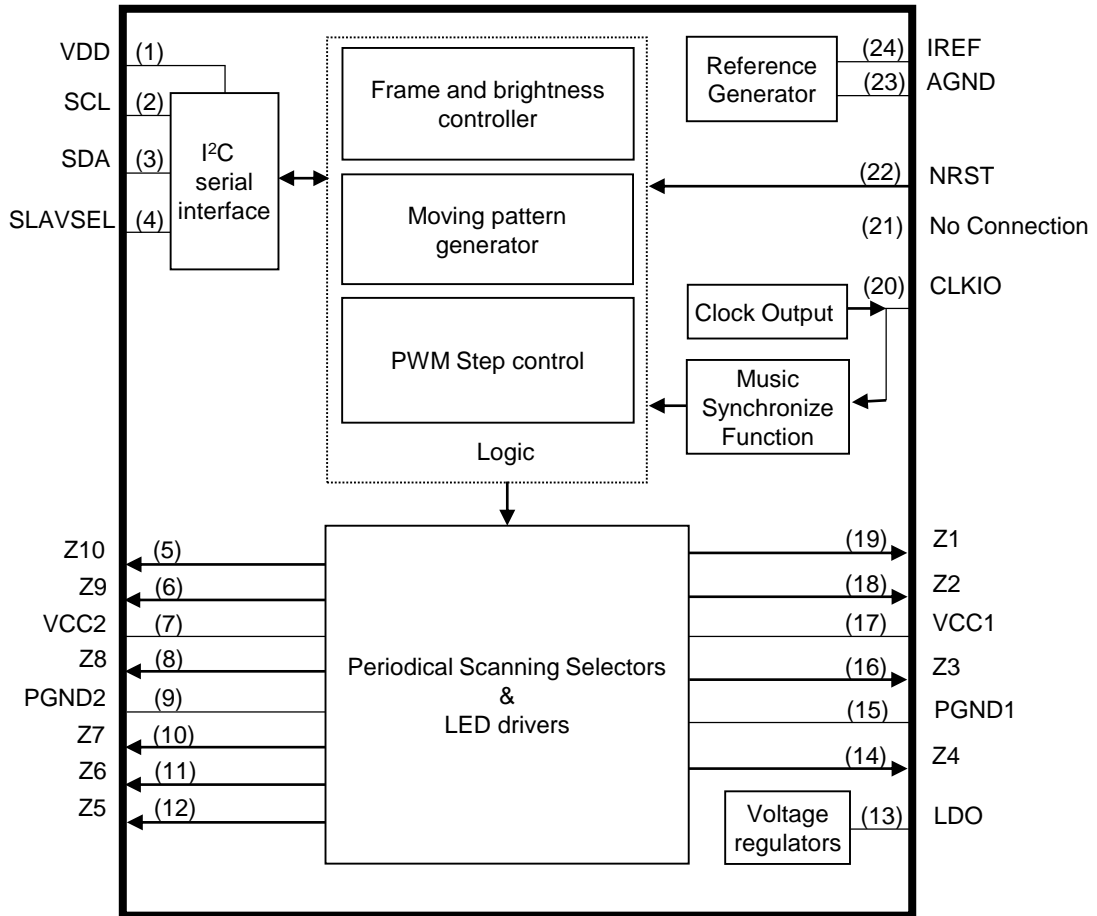 VDD (1)
SCL (2)
SDA (3)
SLAVSEL (4)
I²C
serial
interface
Frame and brightness
controller
Moving pattern
generator
PWM Step control
Logic
Reference
Generator
(24) IREF
(23) AGND
(22) NRST
(21) No Connection
(20) CLKIO
Clock Output
Music
Synchronize
Function
Z10 (5)
Z9 (6)
VCC2 (7)
Z8 (8)
PGND2 (9)
Z7 (10)
Z6 (11)
Z5 (12)
Periodical Scanning Selectors
&
LED drivers
(19) Z1
(18) Z2
(17) VCC1
(16) Z3
(15) PGND1
(14) Z4
Voltage
regulators
(13) LDO